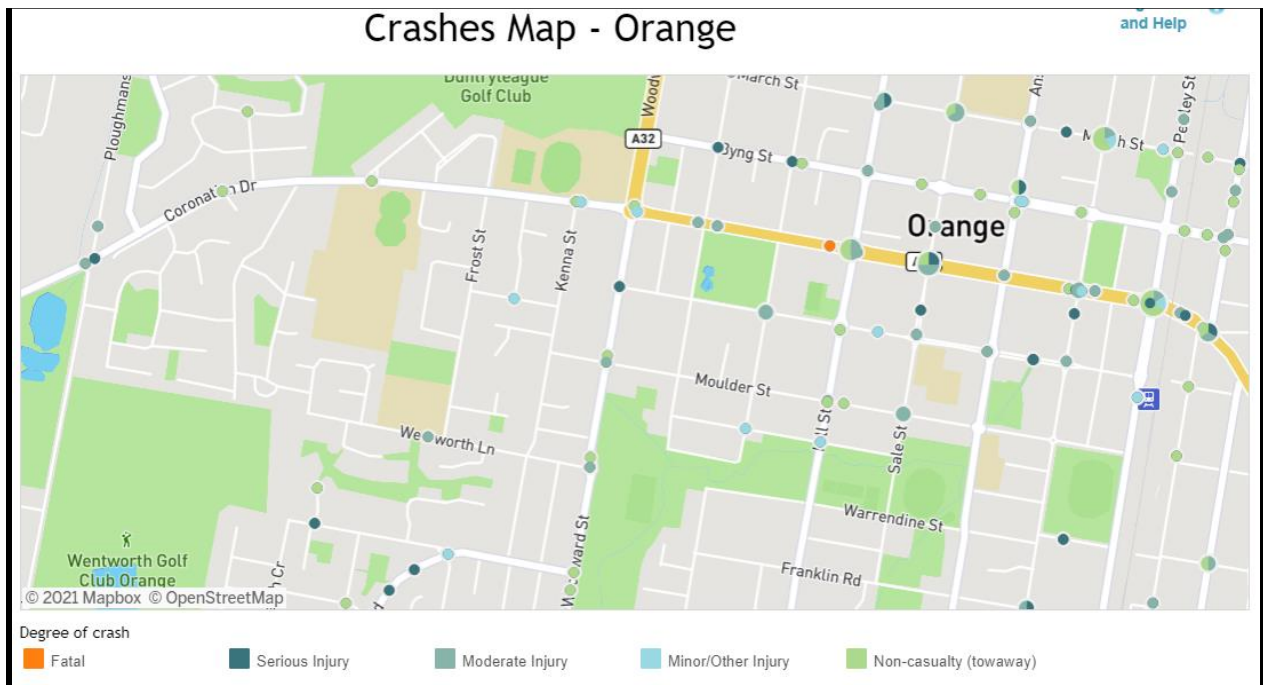 Crashes Map - Orange
and Help
Duntryleague
Golf Club
March St
Ploughmans
A32
Byng St
Coronation Dr
Orange
Frost St
Kenna St
Moulder St
Sale St
Wentworth Ln
Warrendine St
Franklin Rd
Woodward St
Wentworth Golf
Club Orange
© 2021 Mapbox © OpenStreetMap
Degree of crash
Fatal
Serious Injury
Moderate Injury
Minor/Other Injury
Non-casualty (towaway)